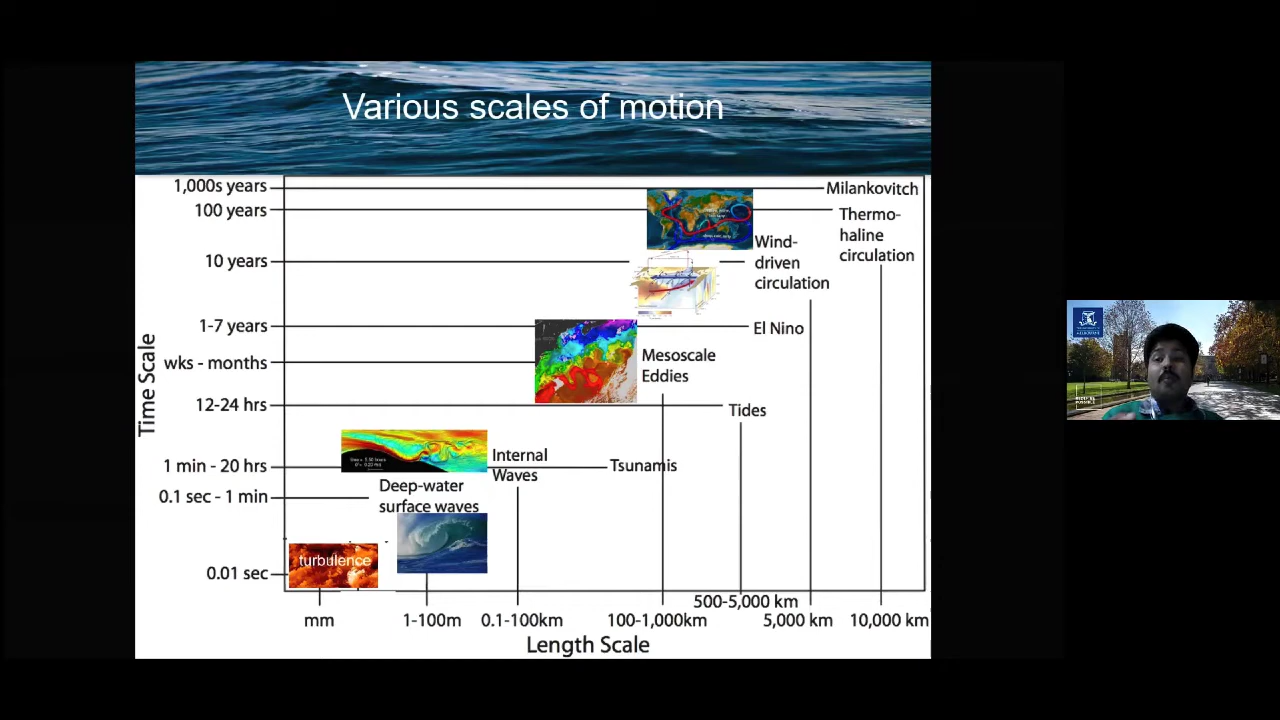 Various scales of motion
1,000s years
Milankovitch
100 years
Thermo-
haline
circulation
Wind-
driven
circulation
10 years
1-7 years
El Nino
wks - months
Mesoscale
Eddies
12-24 hrs
Tides
1 min - 20 hrs
Internal
Waves
Tsunamis
0.1 sec - 1 min
Deep-water
surface waves
turbulence
0.01 sec
Time Scale
mm
1-100m
0.1-100km
100-1,000km
500-5,000 km
5,000 km
10,000 km
Length Scale